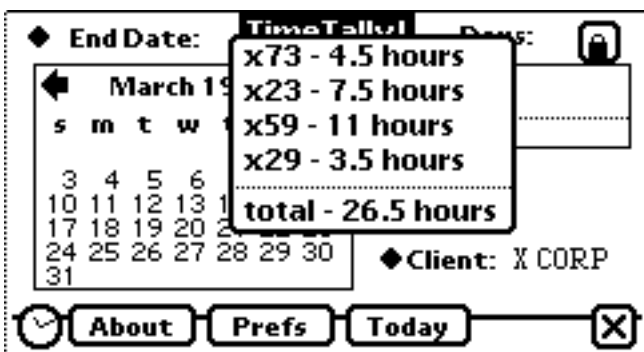 TimeTally!
End Date:
x73 - 4.5 hours
x23 - 7.5 hours
x59 - 11 hours
x29 - 3.5 hours
total - 26.5 hours
March 19
s m t w
3 4 5 6
10 11 12 13
17 18 19 20
24 25 26 27 28 29 30
31
Client: X CORP
About Prefs Today